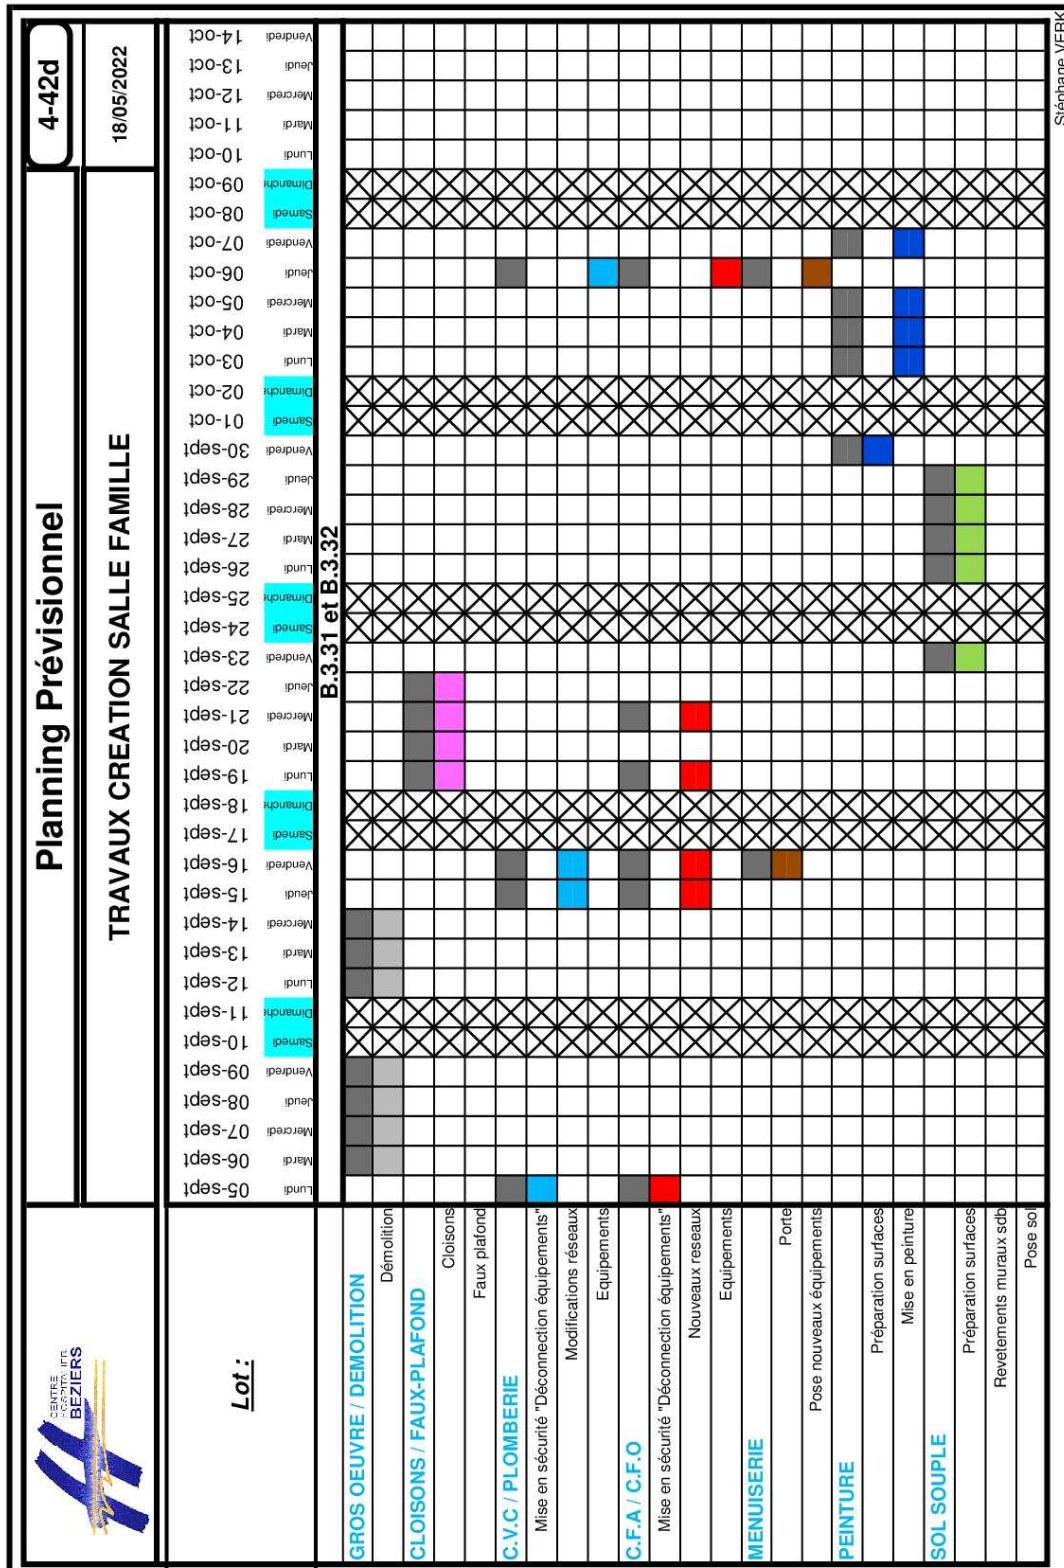 CENTRE
HOSPITALIER
BEZIERS
Planning Prévisionnel
4-42d
TRAVAUX CREATION SALLE FAMILLE
18/05/2022
Lot :
05-sept
06-sept
07-sept
08-sept
09-sept
10-sept
11-sept
12-sept
13-sept
14-sept
15-sept
16-sept
17-sept
18-sept
19-sept
20-sept
21-sept
22-sept
23-sept
24-sept
25-sept
26-sept
27-sept
28-sept
29-sept
30-sept
01-oct
02-oct
03-oct
04-oct
05-oct
06-oct
07-oct
08-oct
09-oct
10-oct
11-oct
12-oct
13-oct
14-oct
Lundi
Mardi
Mercredi
Jeudi
Vendredi
Samedi
Dimanche
Lundi
Mardi
Mercredi
Jeudi
Vendredi
Samedi
Dimanche
Lundi
Mardi
Mercredi
Jeudi
Vendredi
Samedi
Dimanche
Lundi
Mardi
Mercredi
Jeudi
Vendredi
Samedi
Dimanche
Lundi
Mardi
Mercredi
Jeudi
Vendredi
Samedi
Dimanche
Lundi
Mardi
Mercredi
Jeudi
Vendredi
B.3.31 et B.3.32
GROS OEUVRE / DEMOLITION
Démolition
CLOISONS / FAUX-PLAFOND
Cloisons
Faux plafond
C.V.C / PLOMBERIE
Mise en sécurité "Déconnection équipements"
Modifications réseaux
Equipements
C.F.A / C.F.O
Mise en sécurité "Déconnection équipements"
Nouveaux reseaux
Equipements
MENUISERIE
Porte
Pose nouveaux équipements
PEINTURE
Préparation surfaces
Mise en peinture
SOL SOUPLE
Préparation surfaces
Revetements muraux sdb
Pose sol
Stéphane VERK